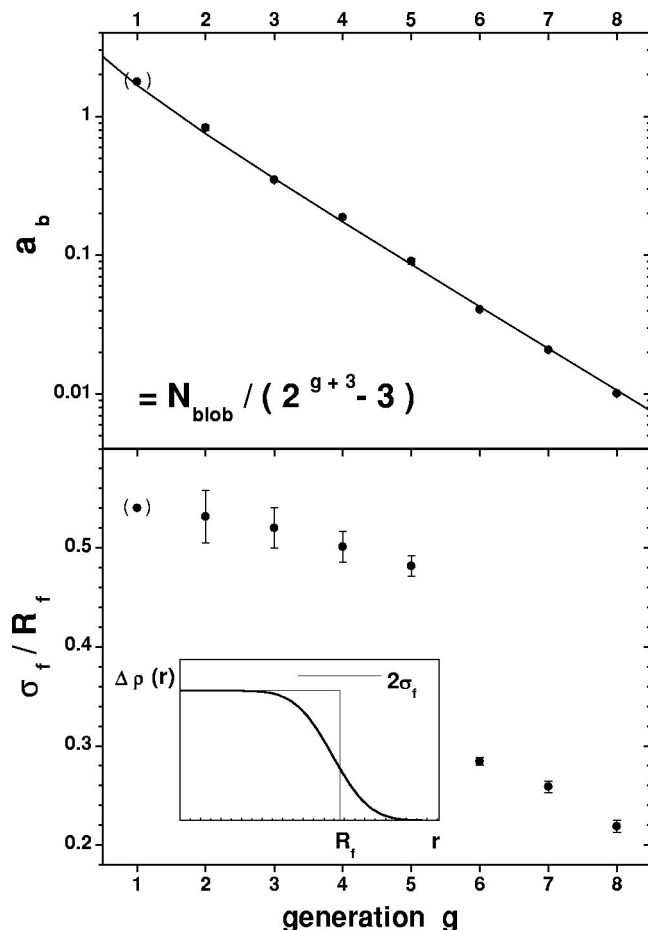 1 2 3 4 5 6 7 8
1
0.1
0.01
a_b
( )
= N_blob / ( 2^{g + 3} - 3 )
0.5
0.4
0.3
0.2
σ_f / R_f
( )
Δ ρ (r)
2σ_f
R_f r
1 2 3 4 5 6 7 8
generation g